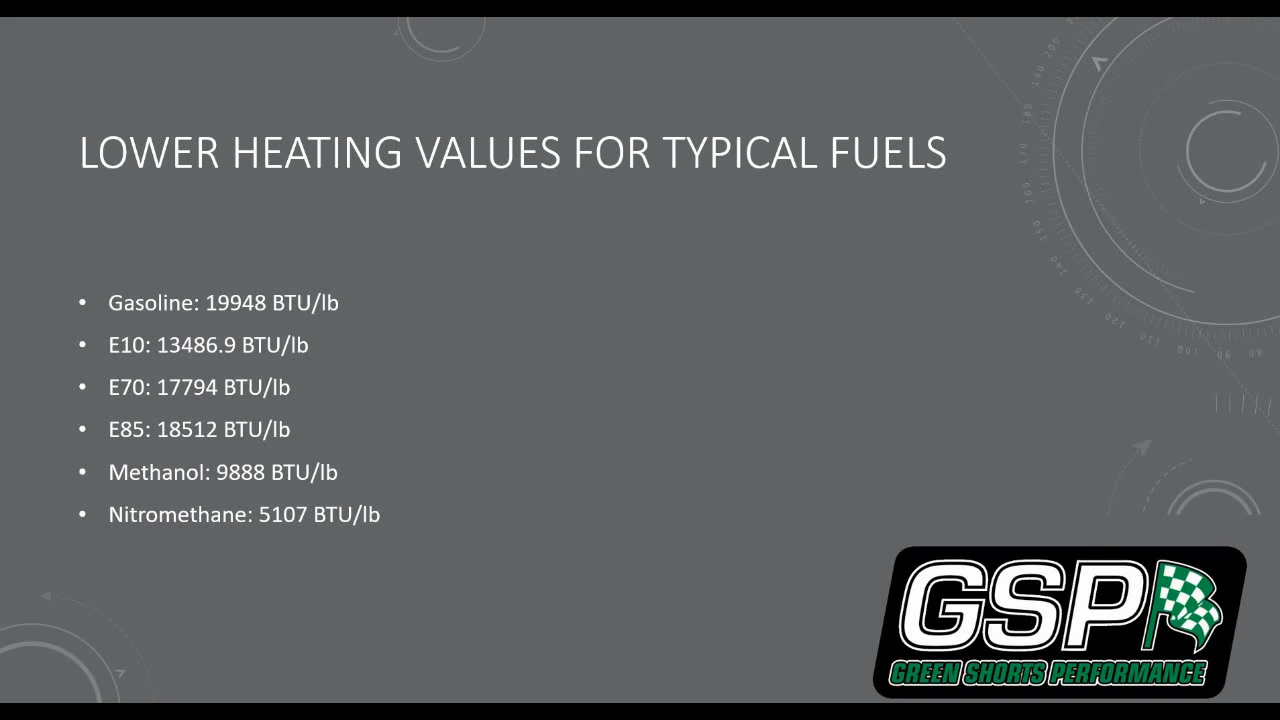 LOWER HEATING VALUES FOR TYPICAL FUELS
• Gasoline: 19948 BTU/lb
• E10: 13486.9 BTU/lb
• E70: 17794 BTU/lb
• E85: 18512 BTU/lb
• Methanol: 9888 BTU/lb
• Nitromethane: 5107 BTU/lb
GSP
GREEN SHORTS PERFORMANCE